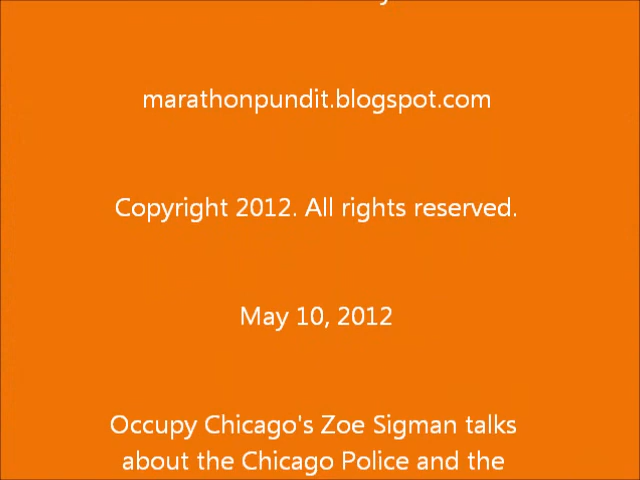 marathonpundit.blogspot.com
Copyright 2012. All rights reserved.
May 10, 2012
Occupy Chicago's Zoe Sigman talks
about the Chicago Police and the